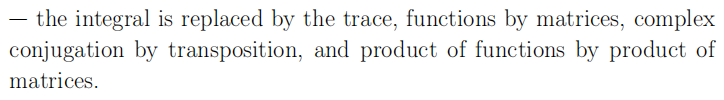 — the integral is replaced by the trace, functions by matrices, complex
conjugation by transposition, and product of functions by product of
matrices.